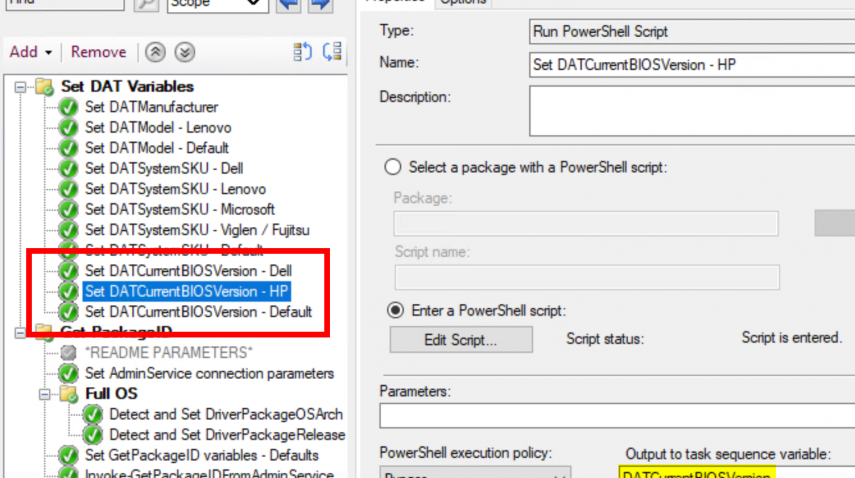 Find
Scope
Add
Remove
Set DAT Variables
Set DATManufacturer
Set DATModel - Lenovo
Set DATModel - Default
Set DATSystemSKU - Dell
Set DATSystemSKU - Lenovo
Set DATSystemSKU - Microsoft
Set DATSystemSKU - Viglen / Fujitsu
Set DATSystemSKU - Default
Set DATCurrentBIOSVersion - Dell
Set DATCurrentBIOSVersion - HP
Set DATCurrentBIOSVersion - Default
Get PackageID
*README PARAMETERS*
Set AdminService connection parameters
Full OS
Detect and Set DriverPackageOSArch
Detect and Set DriverPackageRelease
Set GetPackageID variables - Defaults
Invoke-GetPackageIDFromAdminService
Properties Options
Type: Run PowerShell Script
Name: Set DATCurrentBIOSVersion - HP
Description:
Select a package with a PowerShell script:
Package:
Script name:
Enter a PowerShell script:
Edit Script... Script status: Script is entered.
Parameters:
PowerShell execution policy: Output to task sequence variable:
Bypass DATCurrentBIOSVersion